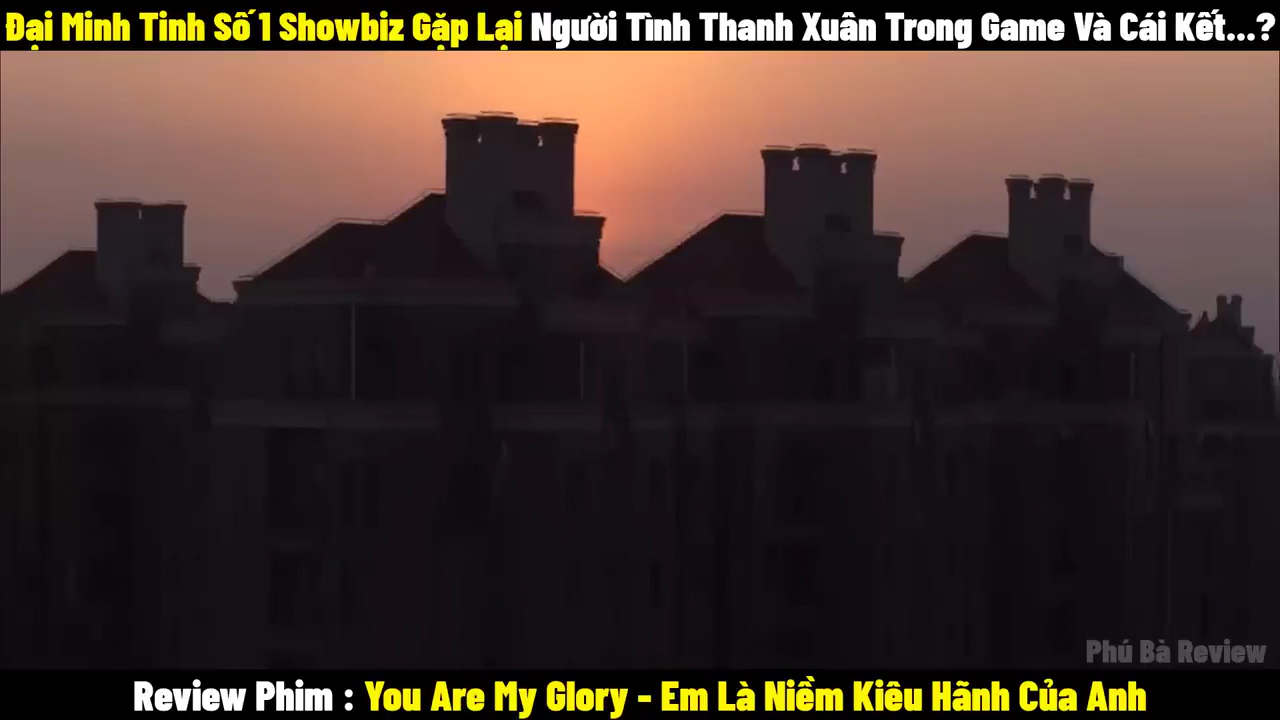 Đại Minh Tinh Số 1 Showbiz Gặp Lại Người Tình Thanh Xuân Trong Game Và Cái Kết...?
Phú Bà Review
Review Phim : You Are My Glory - Em Là Niềm Kiêu Hãnh Của Anh